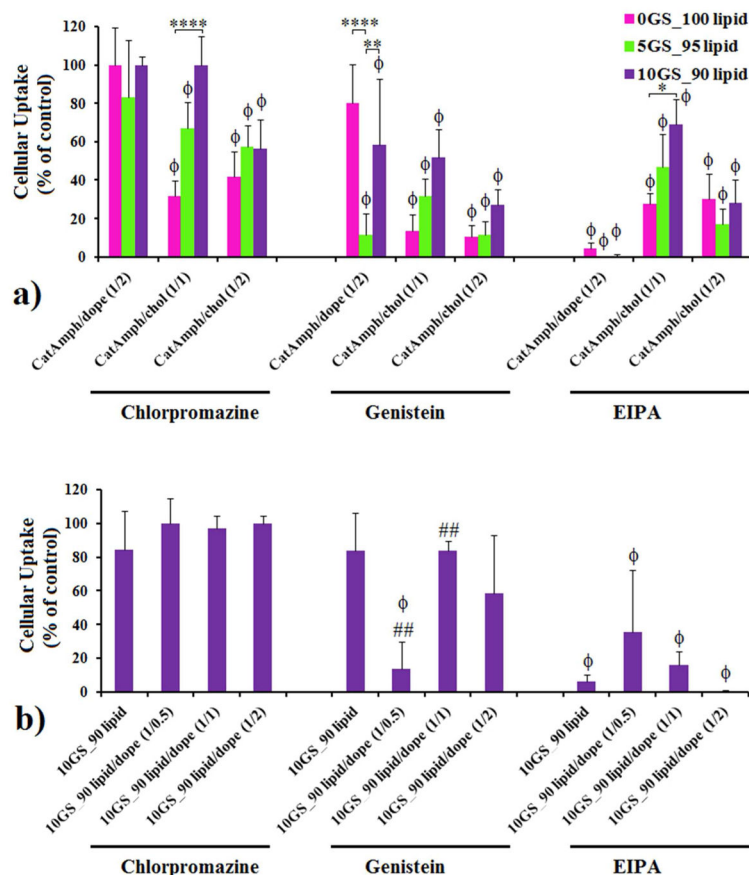 0GS_100 lipid
5GS_95 lipid
10GS_90 lipid
Cellular Uptake
(% of control)
120
100
80
60
40
20
0
****
ϕ
ϕ
ϕ
ϕ
ϕ
****
**
ϕ
ϕ
ϕ
ϕ
ϕ
ϕ
ϕ
ϕ
ϕ
ϕ
ϕ
ϕ
*
ϕ
ϕ
ϕ
ϕ
ϕ
a)
CatAmph/dope (1/2)
CatAmph/chol (1/1)
CatAmph/chol (1/2)
CatAmph/dope (1/2)
CatAmph/chol (1/1)
CatAmph/chol (1/2)
CatAmph/dope (1/2)
CatAmph/chol (1/1)
CatAmph/chol (1/2)
Chlorpromazine Genistein EIPA
Cellular Uptake
(% of control)
120
100
80
60
40
20
0
ϕ
##
##
ϕ
ϕ
ϕ
ϕ
b)
10GS_90 lipid
10GS_90 lipid/dope (1/0.5)
10GS_90 lipid/dope (1/1)
10GS_90 lipid/dope (1/2)
10GS_90 lipid
10GS_90 lipid/dope (1/0.5)
10GS_90 lipid/dope (1/1)
10GS_90 lipid/dope (1/2)
10GS_90 lipid
10GS_90 lipid/dope (1/0.5)
10GS_90 lipid/dope (1/1)
10GS_90 lipid/dope (1/2)
Chlorpromazine Genistein EIPA